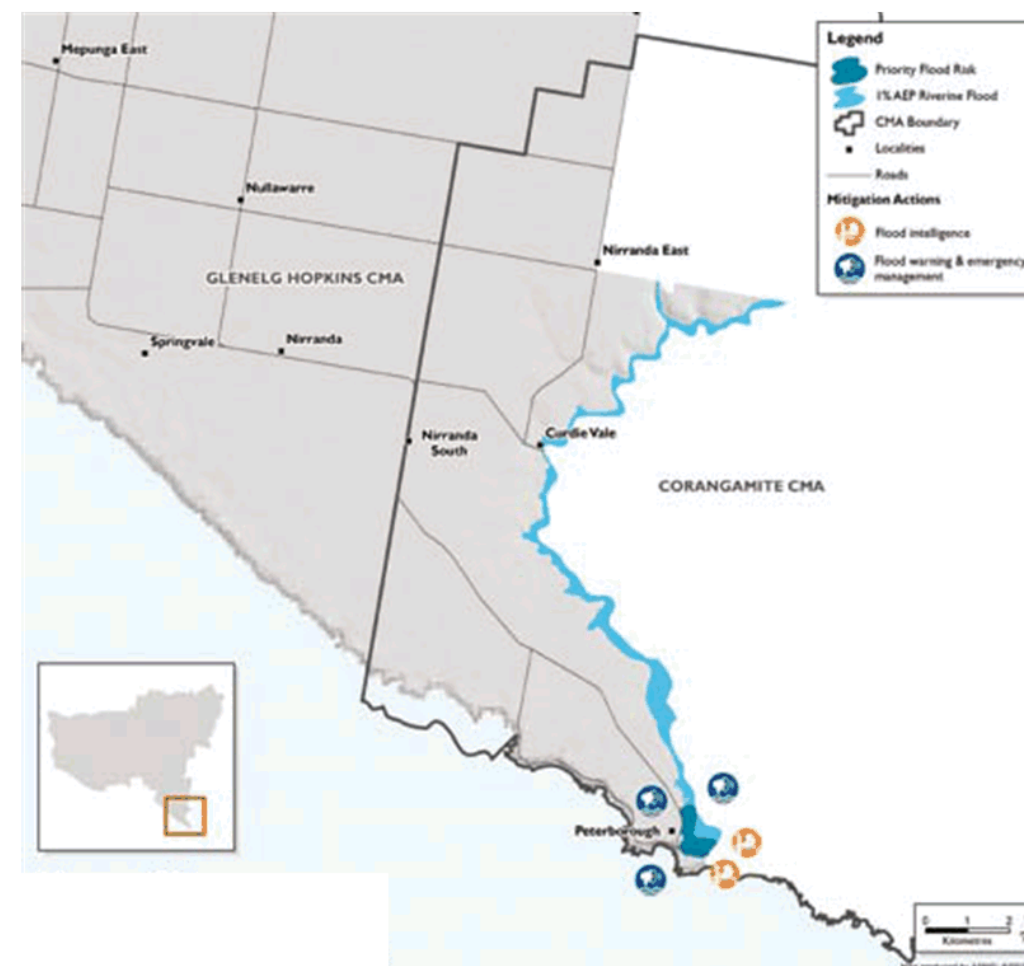 Mepunga East
Legend
Priority Flood Risk
1% AEP Riverine Flood
CMA Boundary
Localities
Roads
Mitigation Actions
Flood intelligence
Flood warning & emergency
management
Nullawarre
Nirranda East
GLENELG HOPKINS CMA
Springvale
Nirranda
Nirranda
South
Curdie Vale
CORANGAMITE CMA
Peterborough
0 1 2
Kilometres